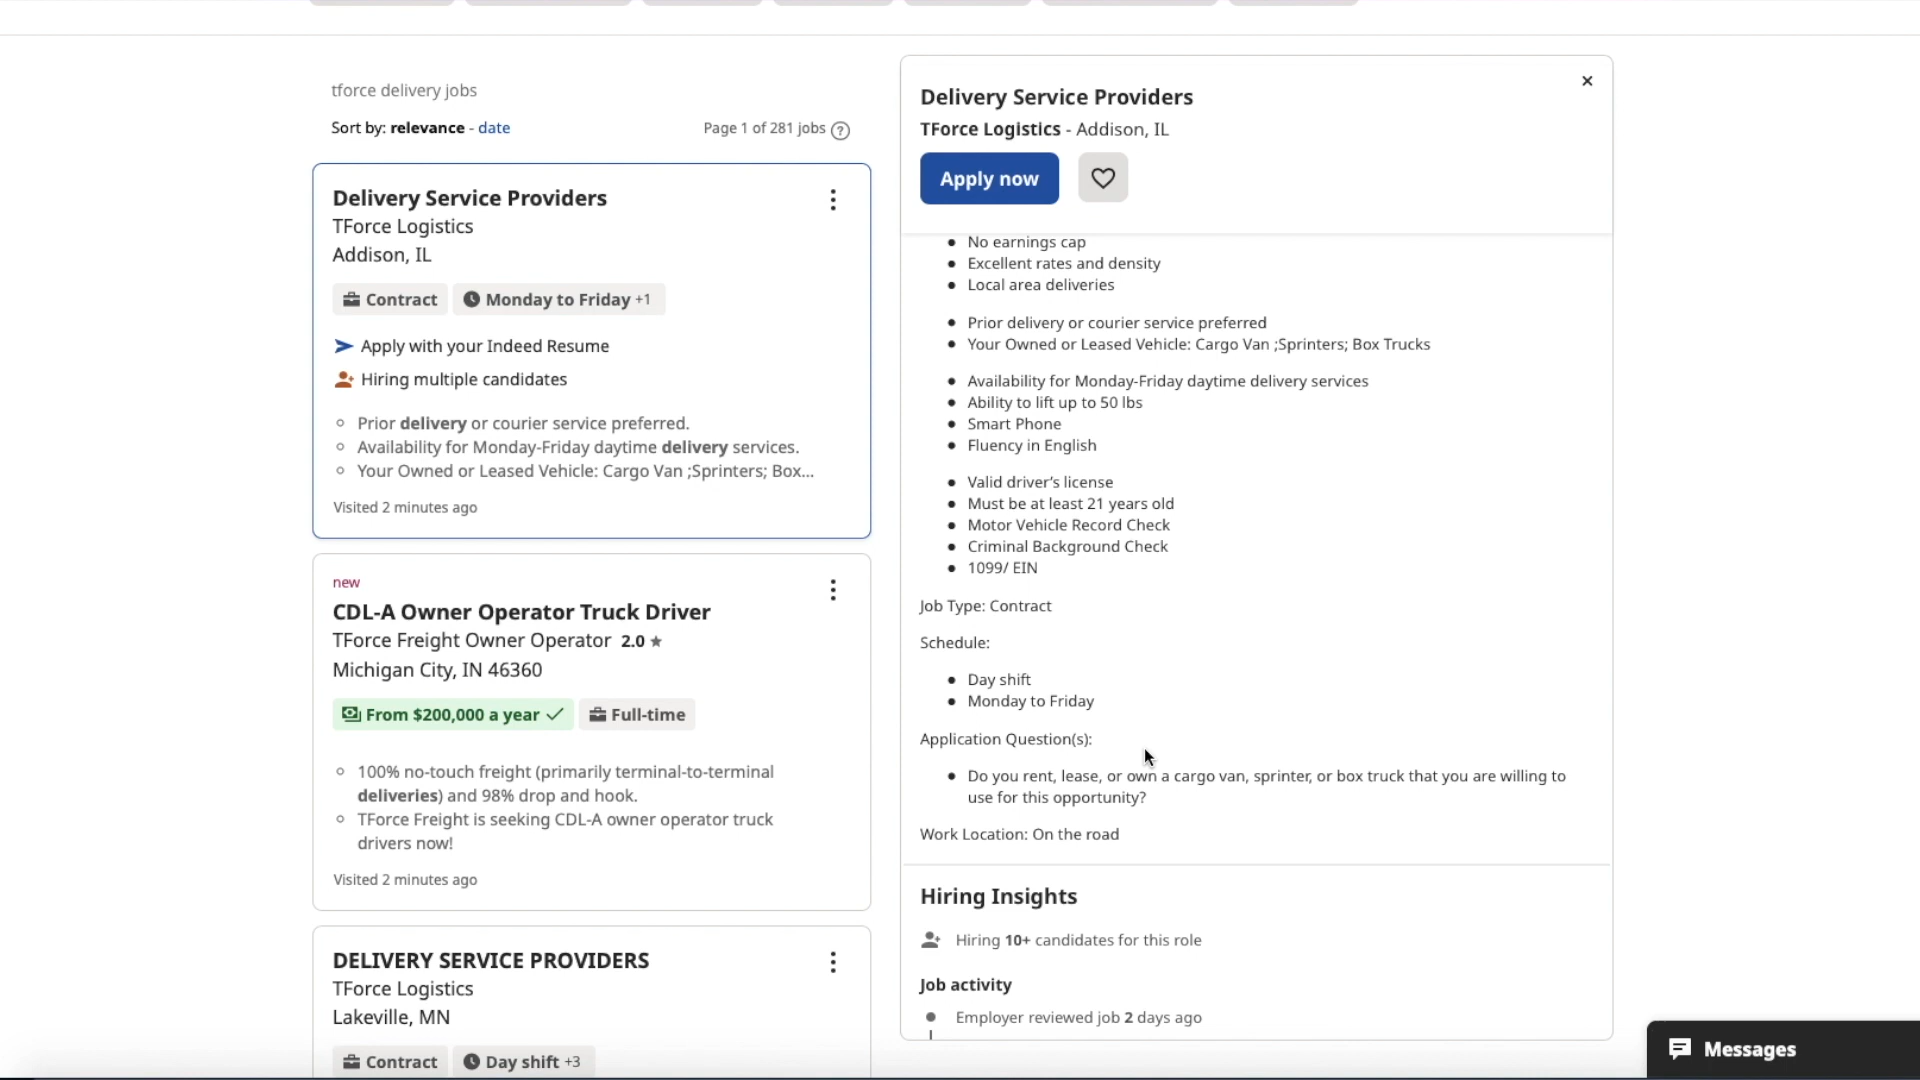 tforce delivery jobs
Sort by: relevance - date
Page 1 of 281 jobs ?
Delivery Service Providers
TForce Logistics
Addison, IL
Contract
Monday to Friday +1
Apply with your Indeed Resume
Hiring multiple candidates
Prior delivery or courier service preferred.
Availability for Monday-Friday daytime delivery services.
Your Owned or Leased Vehicle: Cargo Van ;Sprinters; Box...
Visited 2 minutes ago
new
CDL-A Owner Operator Truck Driver
TForce Freight Owner Operator 2.0 ★
Michigan City, IN 46360
From $200,000 a year
Full-time
100% no-touch freight (primarily terminal-to-terminal
deliveries) and 98% drop and hook.
TForce Freight is seeking CDL-A owner operator truck
drivers now!
Visited 2 minutes ago
DELIVERY SERVICE PROVIDERS
TForce Logistics
Lakeville, MN
Contract
Day shift +3
Delivery Service Providers
TForce Logistics - Addison, IL
Apply now
No earnings cap
Excellent rates and density
Local area deliveries
Prior delivery or courier service preferred
Your Owned or Leased Vehicle: Cargo Van ;Sprinters; Box Trucks
Availability for Monday-Friday daytime delivery services
Ability to lift up to 50 lbs
Smart Phone
Fluency in English
Valid driver's license
Must be at least 21 years old
Motor Vehicle Record Check
Criminal Background Check
1099/ EIN
Job Type: Contract
Schedule:
Day shift
Monday to Friday
Application Question(s):
Do you rent, lease, or own a cargo van, sprinter, or box truck that you are willing to
use for this opportunity?
Work Location: On the road
Hiring Insights
Hiring 10+ candidates for this role
Job activity
Employer reviewed job 2 days ago
Messages